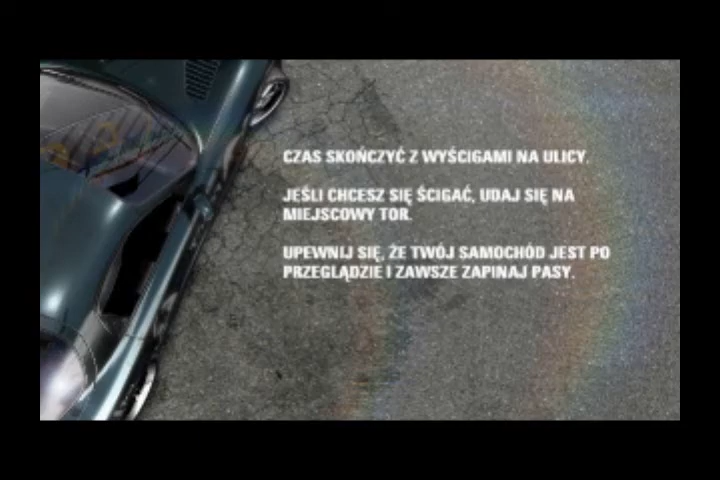 CZAS SKOŃCZYĆ Z WYŚCIGAMI NA ULICY.
JEŚLI CHCESZ SIĘ ŚCIGAĆ, UDAJ SIĘ NA
MIEJSCOWY TOR.
UPEWNIJ SIĘ, ŻE TWÓJ SAMOCHÓD JEST PO
PRZEGLĄDZIE I ZAWSZE ZAPINAJ PASY.